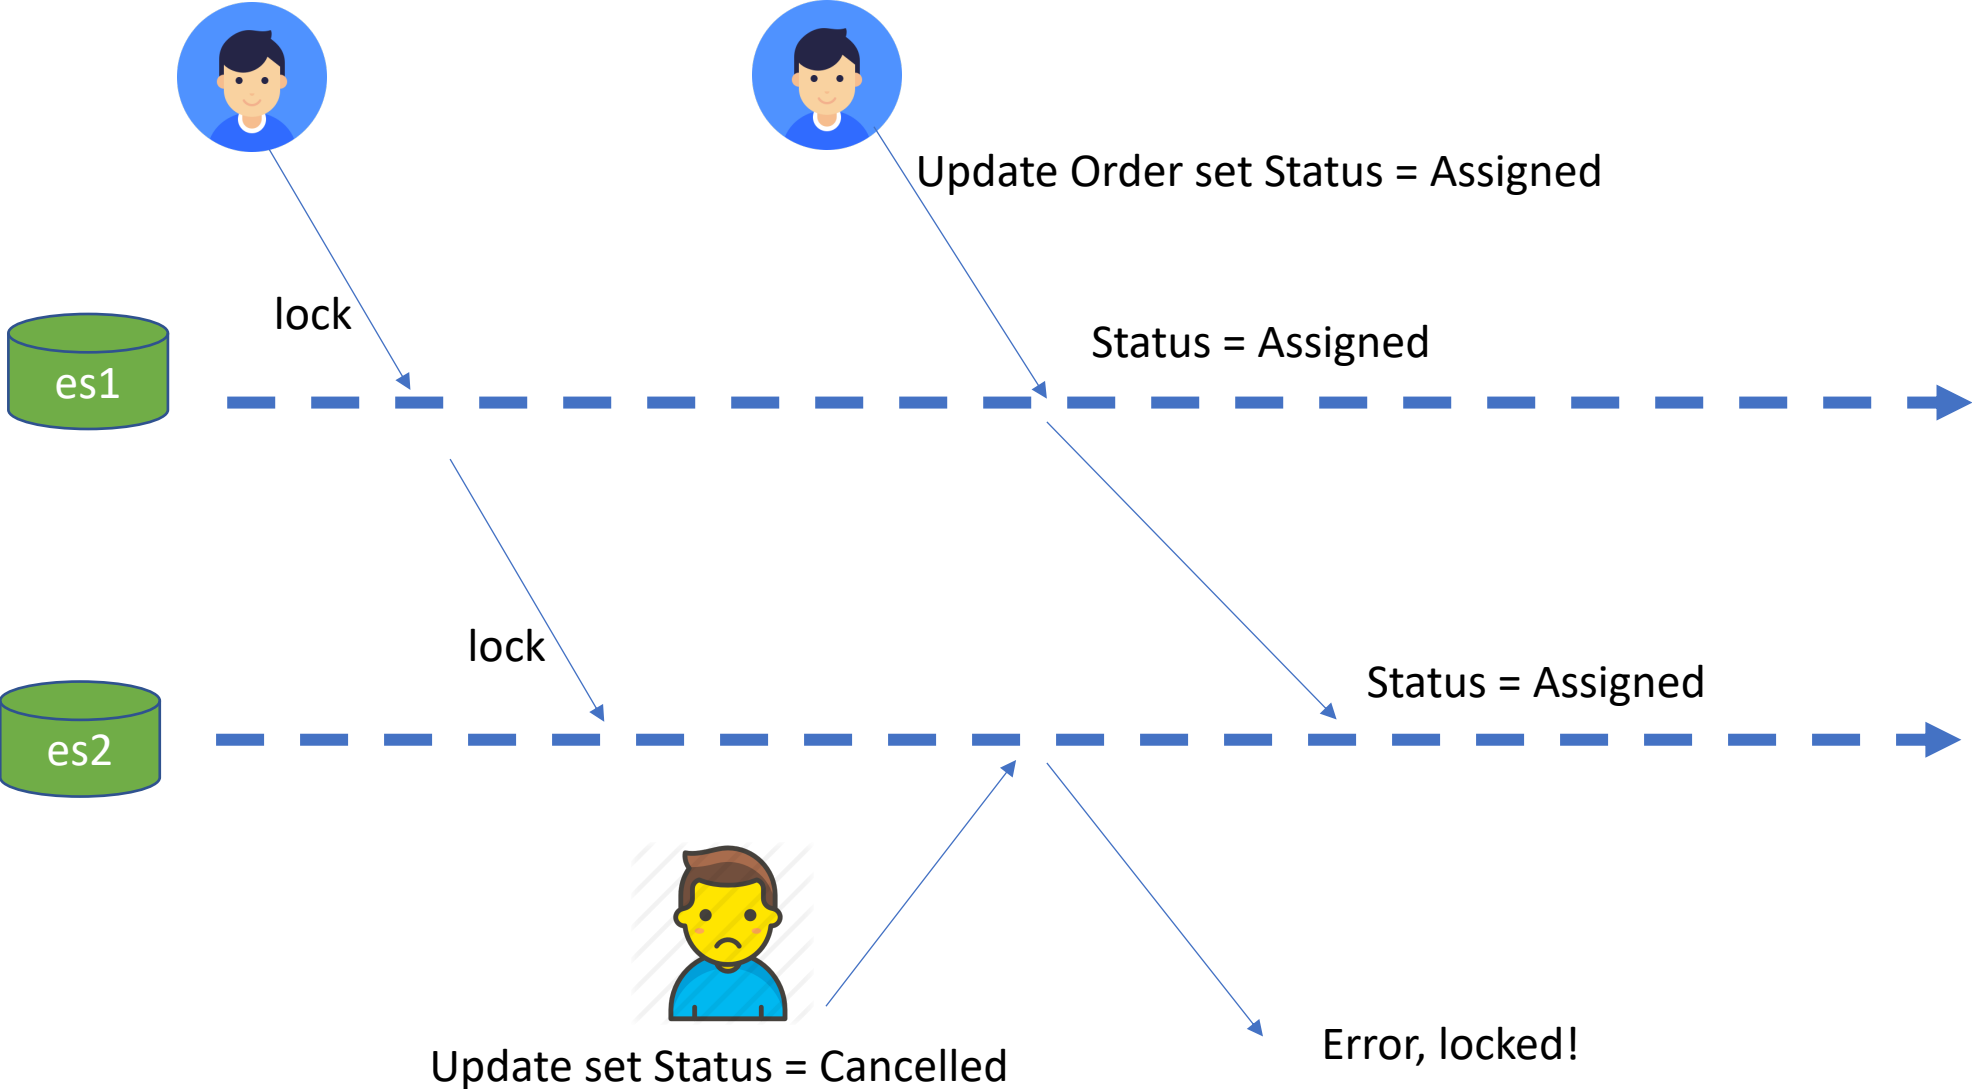 Update Order set Status = Assigned
lock
Status = Assigned
es1
lock
Status = Assigned
es2
Error, locked!
Update set Status = Cancelled